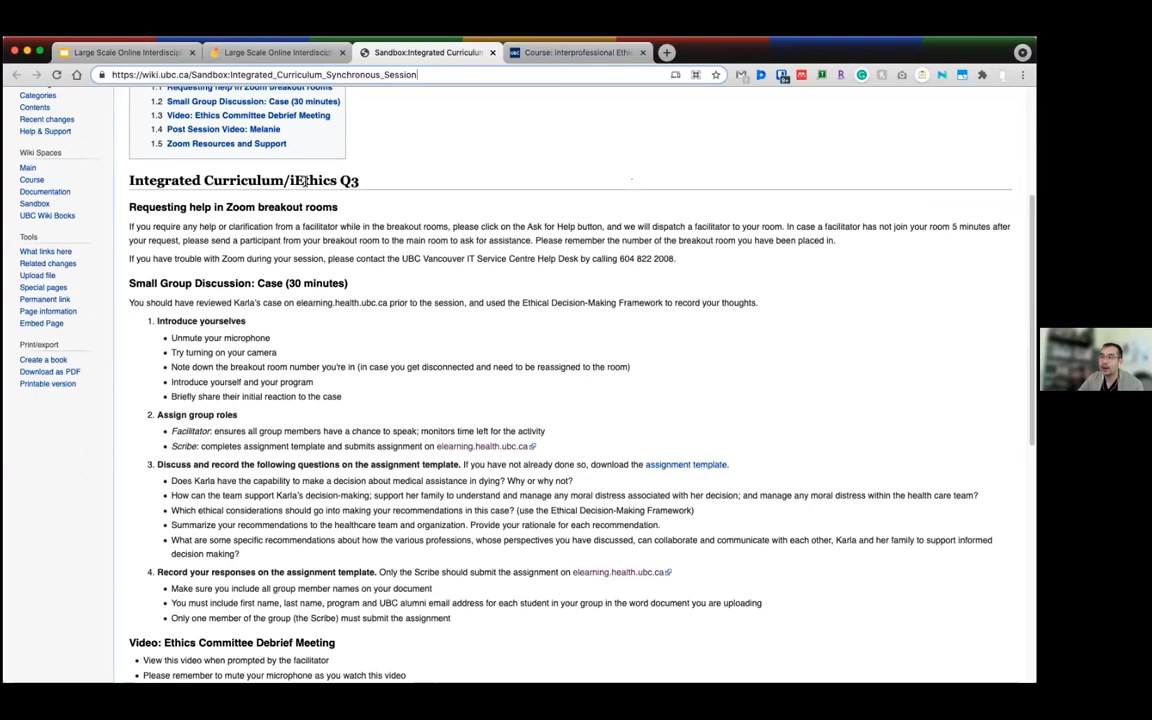 Large Scale Online Interdiscipl
Large Scale Online Interdiscipl
Sandbox:Integrated Curriculum
Course: Interprofessional Ethic
https://wiki.ubc.ca/Sandbox:Integrated_Curriculum_Synchronous_Session
Categories
Contents
Recent changes
Help & Support
Wiki Spaces
Main
Course
Documentation
Sandbox
UBC Wiki Books
Tools
What links here
Related changes
Upload file
Special pages
Permanent link
Page information
Embed Page
Print/export
Create a book
Download as PDF
Printable version
1.1 Requesting help in Zoom breakout rooms
1.2 Small Group Discussion: Case (30 minutes)
1.3 Video: Ethics Committee Debrief Meeting
1.4 Post Session Video: Melanie
1.5 Zoom Resources and Support
Integrated Curriculum/iEthics Q3
Requesting help in Zoom breakout rooms
If you require any help or clarification from a facilitator while in the breakout rooms, please click on the Ask for Help button, and we will dispatch a facilitator to your room. In case a facilitator has not join your room 5 minutes after
your request, please send a participant from your breakout room to the main room to ask for assistance. Please remember the number of the breakout room you have been placed in.
If you have trouble with Zoom during your session, please contact the UBC Vancouver IT Service Centre Help Desk by calling 604 822 2008.
Small Group Discussion: Case (30 minutes)
You should have reviewed Karla's case on elearning.health.ubc.ca prior to the session, and used the Ethical Decision-Making Framework to record your thoughts.
1. Introduce yourselves
• Unmute your microphone
• Try turning on your camera
• Note down the breakout room number you're in (in case you get disconnected and need to be reassigned to the room)
• Introduce yourself and your program
• Briefly share their initial reaction to the case
2. Assign group roles
• Facilitator: ensures all group members have a chance to speak; monitors time left for the activity
• Scribe: completes assignment template and submits assignment on elearning.health.ubc.ca
3. Discuss and record the following questions on the assignment template. If you have not already done so, download the assignment template.
• Does Karla have the capability to make a decision about medical assistance in dying? Why or why not?
• How can the team support Karla's decision-making; support her family to understand and manage any moral distress associated with her decision; and manage any moral distress within the health care team?
• Which ethical considerations should go into making your recommendations in this case? (use the Ethical Decision-Making Framework)
• Summarize your recommendations to the healthcare team and organization. Provide your rationale for each recommendation.
• What are some specific recommendations about how the various professions, whose perspectives you have discussed, can collaborate and communicate with each other, Karla and her family to support informed
decision making?
4. Record your responses on the assignment template. Only the Scribe should submit the assignment on elearning.health.ubc.ca
• Make sure you include all group member names on your document
• You must include first name, last name, program and UBC alumni email address for each student in your group in the word document you are uploading
• Only one member of the group (the Scribe) must submit the assignment
Video: Ethics Committee Debrief Meeting
• View this video when prompted by the facilitator
• Please remember to mute your microphone as you watch this video